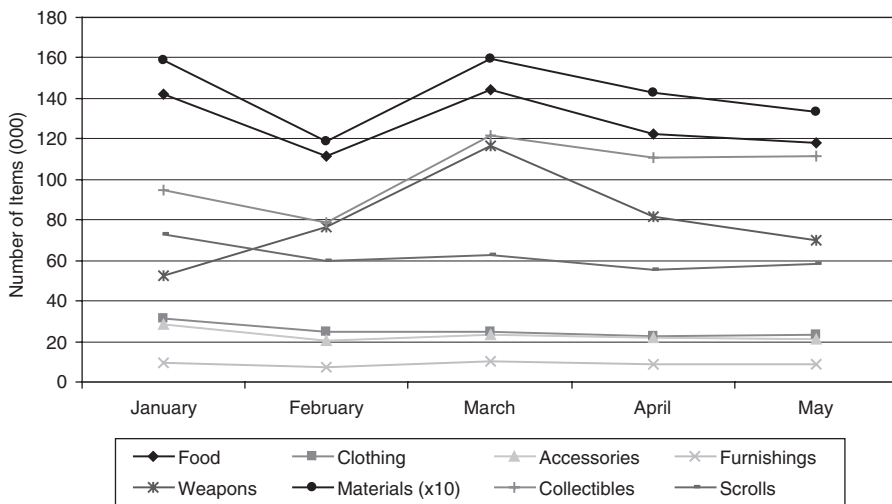 180
160
140
120
100
80
60
40
20
0
Number of Items (000)
January February March April May
Food Clothing Accessories Furnishings
Weapons Materials (x10) Collectibles Scrolls